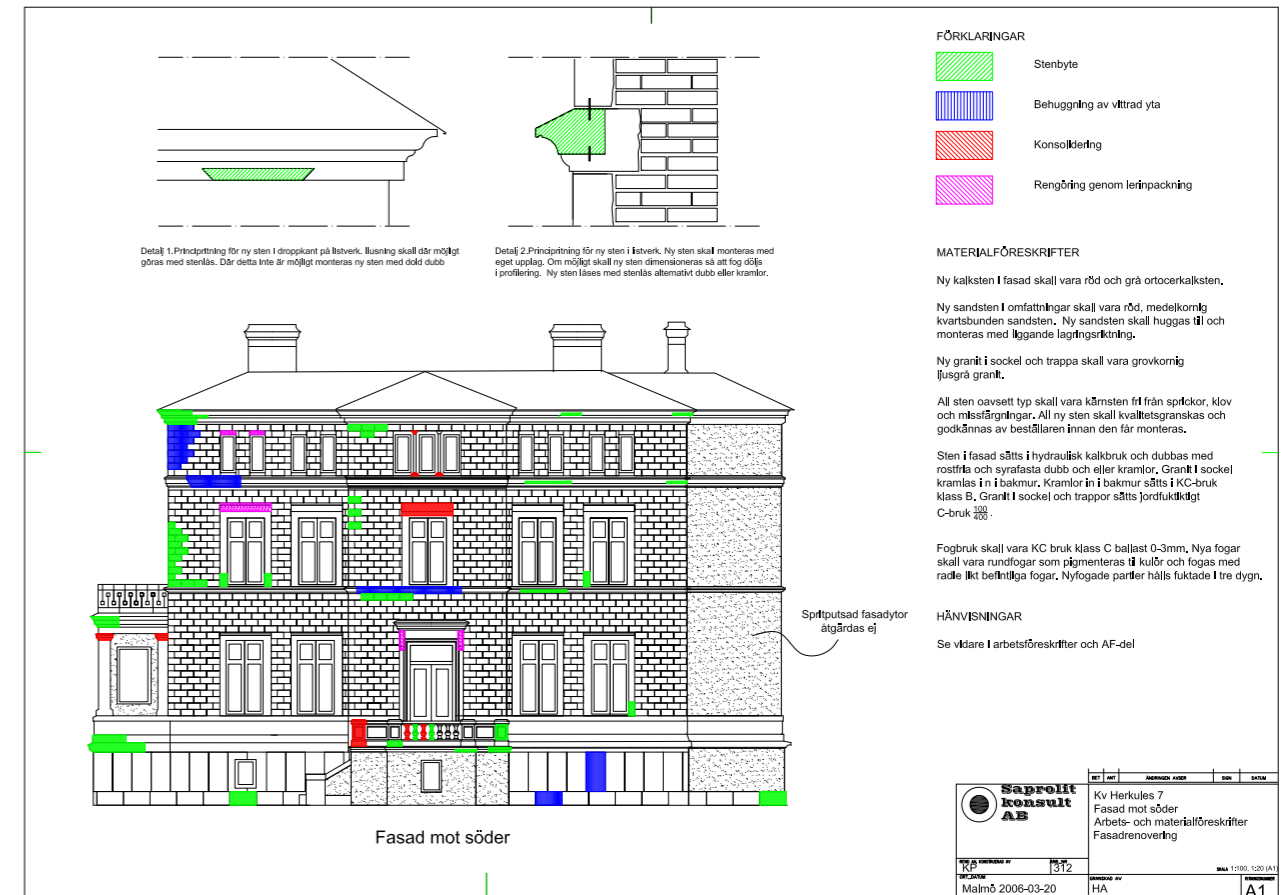 FÖRKLARINGAR
Stenbyte
Behuggning av vittrad yta
Konsolidering
Rengöring genom lerinpackning
Detalj 1.Principritning för ny sten i droppkant på listverk. Ilusning skall där möjligt
göras med stenlås. Där detta inte är möjligt monteras ny sten med dold dubb
Detalj 2.Principritning för ny sten i listverk. Ny sten skall monteras med
eget upplag. Om möjligt skall ny sten dimensioneras så att fog döljs
i profilering. Ny sten låses med stenlås alternativt dubb eller kramlor.
MATERIALFÖRESKRIFTER
Ny kalksten i fasad skall vara röd och grå ortocerkalksten.
Ny sandsten i omfattningar skall vara röd, medelkornig
kvartsbunden sandsten. Ny sandsten skall huggas till och
monteras med liggande lagringsriktning.
Ny granit i sockel och trappa skall vara grovkornig
ljusgrå granit.
All sten oavsett typ skall vara kärnsten fri från sprickor, klov
och missfärgningar. All ny sten skall kvalitetsgranskas och
godkännas av beställaren innan den får monteras.
Sten i fasad sätts i hydraulisk kalkbruk och dubbas med
rostfria och syrafasta dubb och eller kramlor. Granit i sockel
kramlas i n i bakmur. Kramlor in i bakmur sätts i KC-bruk
klass B. Granit i sockel och trappor sätts jordfuktiktigt
C-bruk 100/400.
Fogbruk skall vara KC bruk klass C ballast 0-3mm. Nya fogar
skall vara rundfogar som pigmenteras til kulör och fogas med
radie likt befintliga fogar. Nyfogade partier hålls fuktade i tre dygn.
HÄNVISNINGAR
Se vidare i arbetsföreskrifter och AF-del
Spritputsad fasadytor
åtgärdas ej
Fasad mot söder
BET ANT ÄNDRINGEN AVSER SIGN DATUM
Saprolit
konsult
AB
Kv Herkules 7
Fasad mot söder
Arbets- och materialföreskrifter
Fasadrenovering
SKALA 1:100, 1:20 (A1)
KP
312
Malmö 2006-03-20
HA
A1